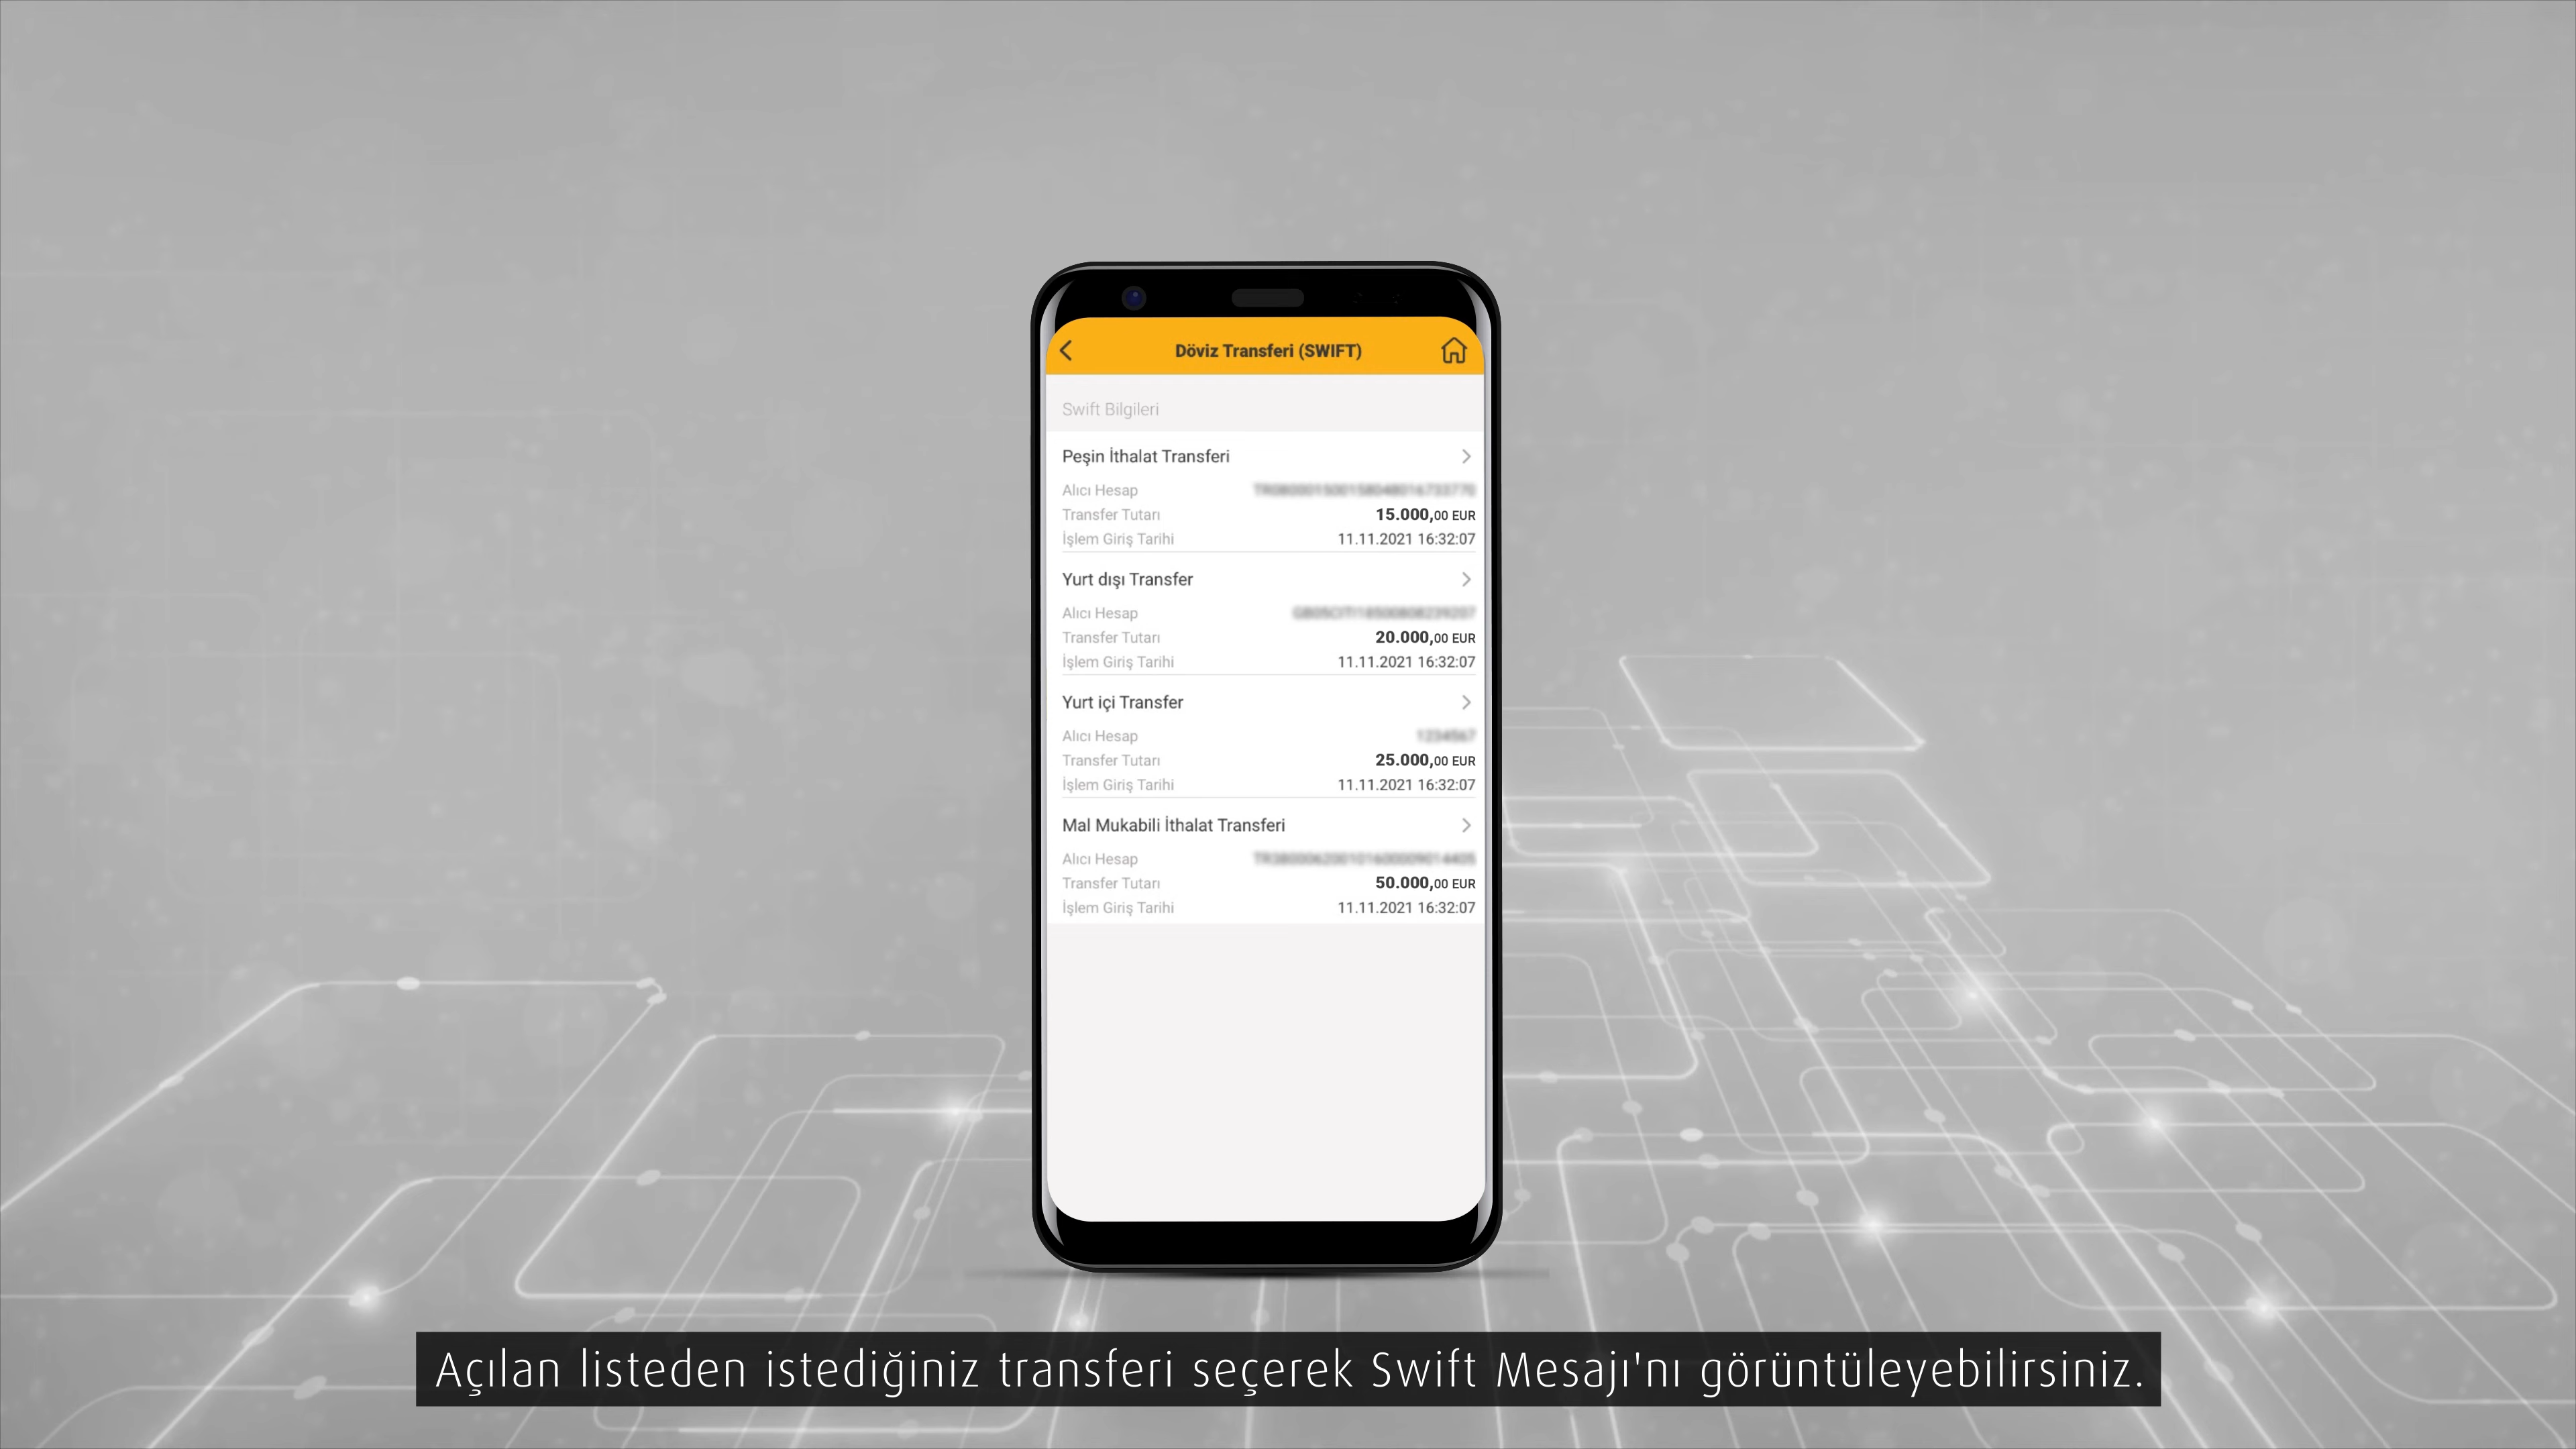 Döviz Transferi (SWIFT)
Swift Bilgileri
Peşin İthalat Transferi
Alıcı Hesap
Transfer Tutarı 15.000,00 EUR
İşlem Giriş Tarihi 11.11.2021 16:32:07
Yurt dışı Transfer
Alıcı Hesap
Transfer Tutarı 20.000,00 EUR
İşlem Giriş Tarihi 11.11.2021 16:32:07
Yurt içi Transfer
Alıcı Hesap
Transfer Tutarı 25.000,00 EUR
İşlem Giriş Tarihi 11.11.2021 16:32:07
Mal Mukabili İthalat Transferi
Alıcı Hesap
Transfer Tutarı 50.000,00 EUR
İşlem Giriş Tarihi 11.11.2021 16:32:07
Açılan listeden istediğiniz transferi seçerek Swift Mesajı'nı görüntüleyebilirsiniz.